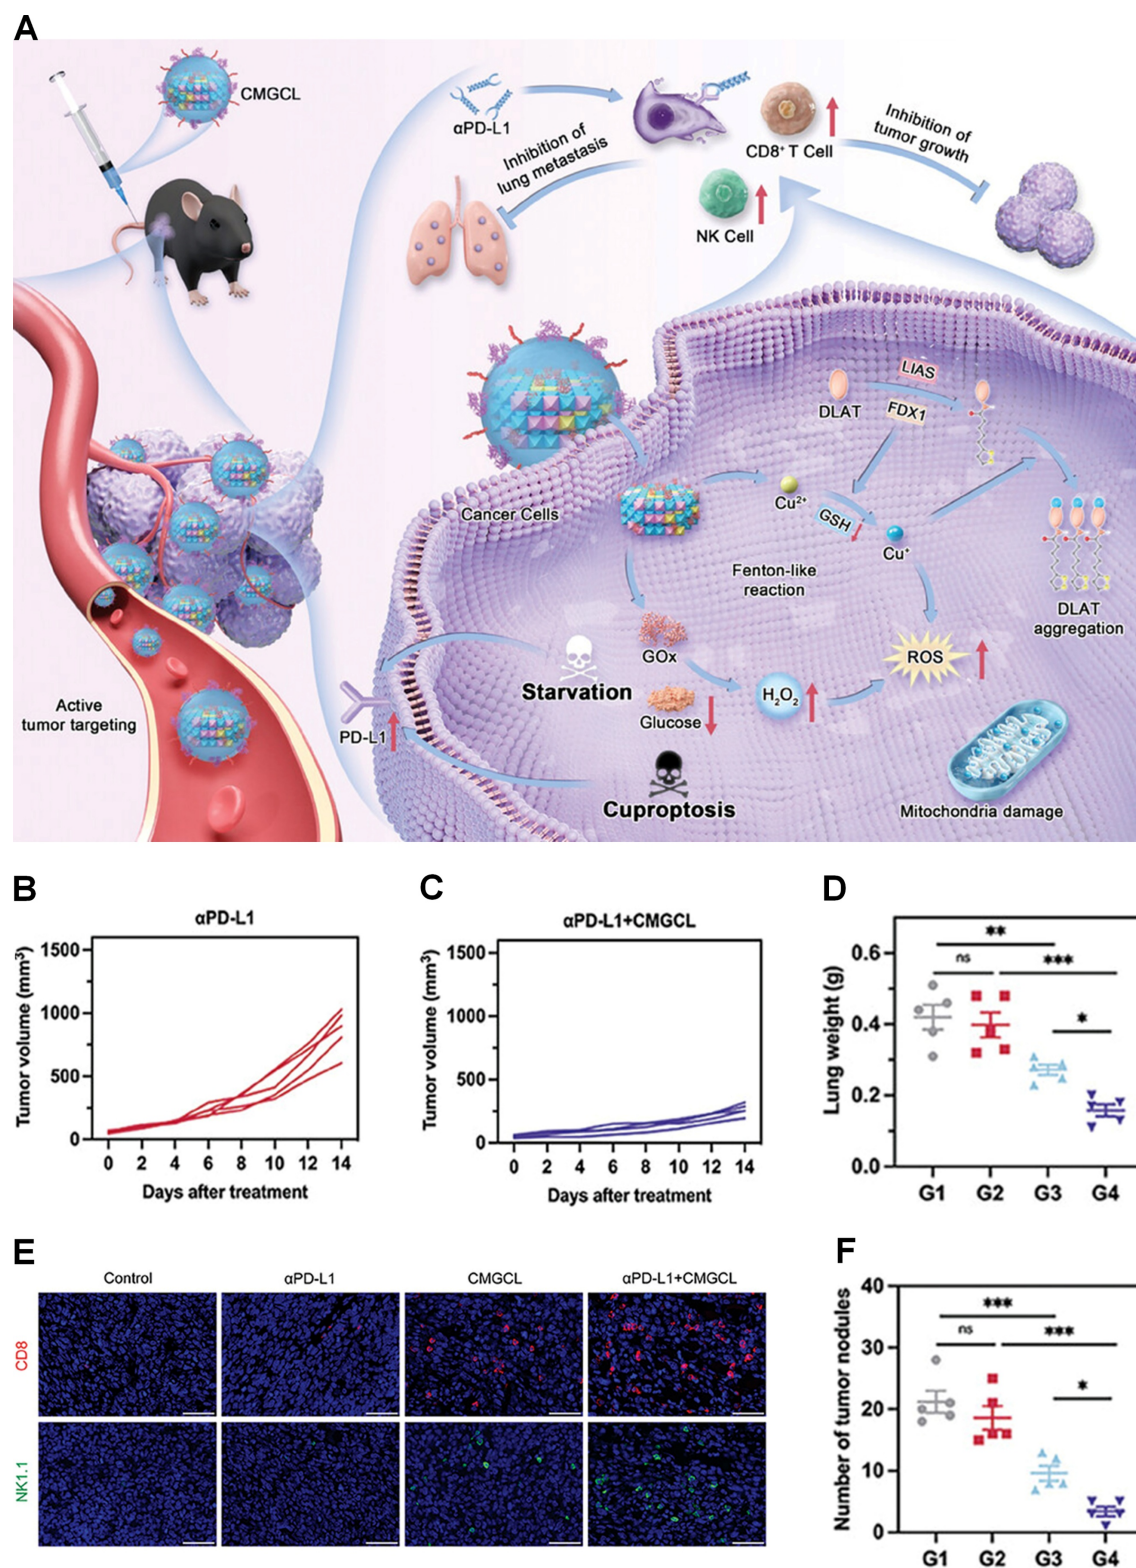 A
CMGCL
αPD-L1
Inhibition of
lung metastasis
CD8⁺ T Cell
NK Cell
Inhibition of
tumor growth
Cancer Cells
DLAT
LIAS
FDX1
Cu²⁺
GSH
Cu⁺
Fenton-like
reaction
DLAT
aggregation
GOx
Glucose
H₂O₂
ROS
Starvation
PD-L1
Cuproptosis
Mitochondria damage
Active
tumor targeting
B
αPD-L1
Tumor volume (mm³)
1500
1000
500
0
0 2 4 6 8 10 12 14
Days after treatment
C
αPD-L1+CMGCL
Tumor volume (mm³)
1500
1000
500
0
0 2 4 6 8 10 12 14
Days after treatment
D
Lung weight (g)
0.6
0.4
0.2
0.0
**
ns
***
*
G1 G2 G3 G4
E
Control
αPD-L1
CMGCL
αPD-L1+CMGCL
CD8
NK1.1
F
Number of tumor nodules
40
30
20
10
0
***
ns
***
*
G1 G2 G3 G4